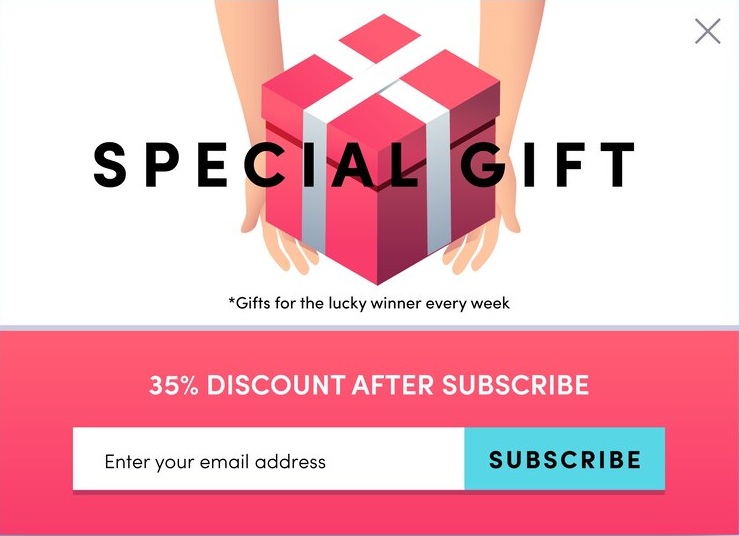 SPECIAL GIFT
*Gifts for the lucky winner every week
35% DISCOUNT AFTER SUBSCRIBE
Enter your email address
SUBSCRIBE